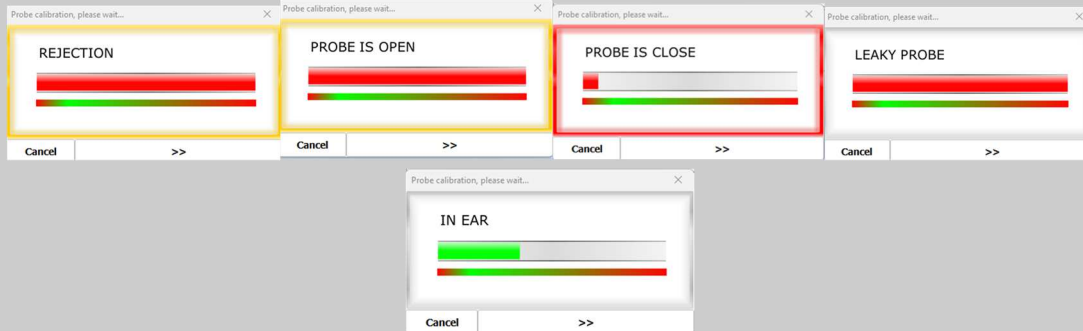 Probe calibration, please wait...
REJECTION
Cancel >>
Probe calibration, please wait...
PROBE IS OPEN
Cancel >>
Probe calibration, please wait...
PROBE IS CLOSE
Cancel >>
Probe calibration, please wait...
LEAKY PROBE
Cancel >>
Probe calibration, please wait...
IN EAR
Cancel >>